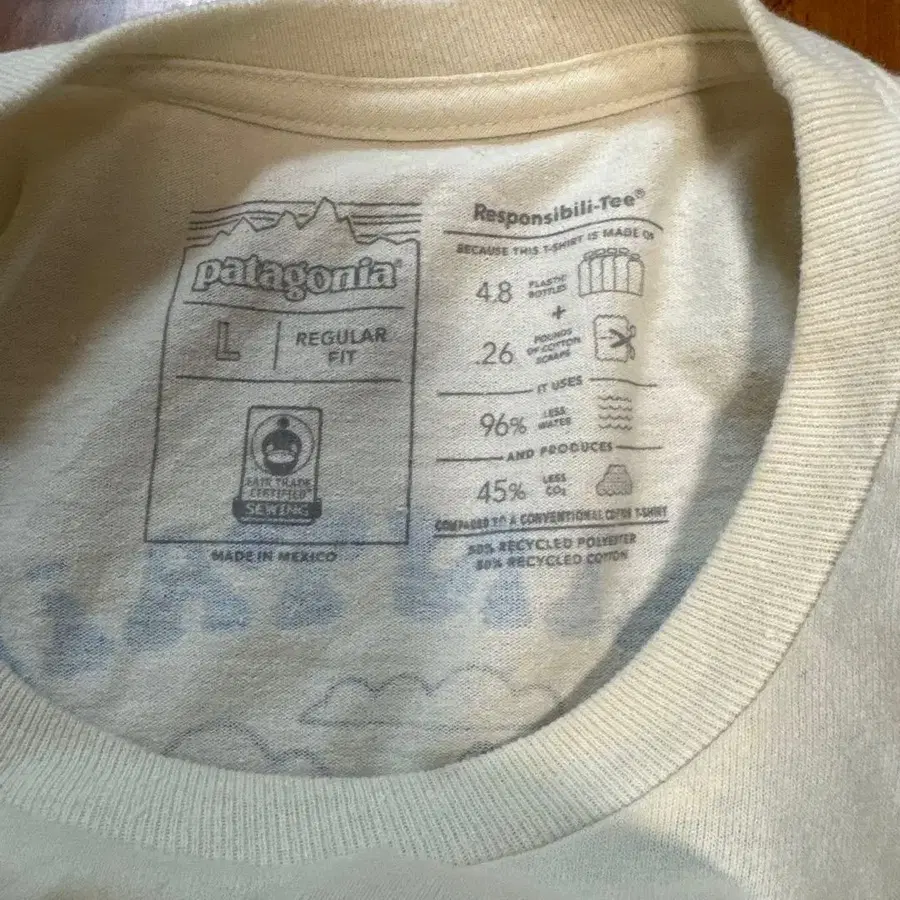 patagonia®
L | REGULAR FIT
FAIR TRADE
CERTIFIED™
SEWING
MADE IN MEXICO
Responsibili-Tee®
BECAUSE THIS T-SHIRT IS MADE OF
4.8 PLASTIC BOTTLES
+
.26 POUNDS OF COTTON SCRAPS
IT USES
96% LESS WATER
AND PRODUCES
45% LESS CO₂
COMPARED TO A CONVENTIONAL COTTON T-SHIRT
50% RECYCLED POLYESTER
50% RECYCLED COTTON